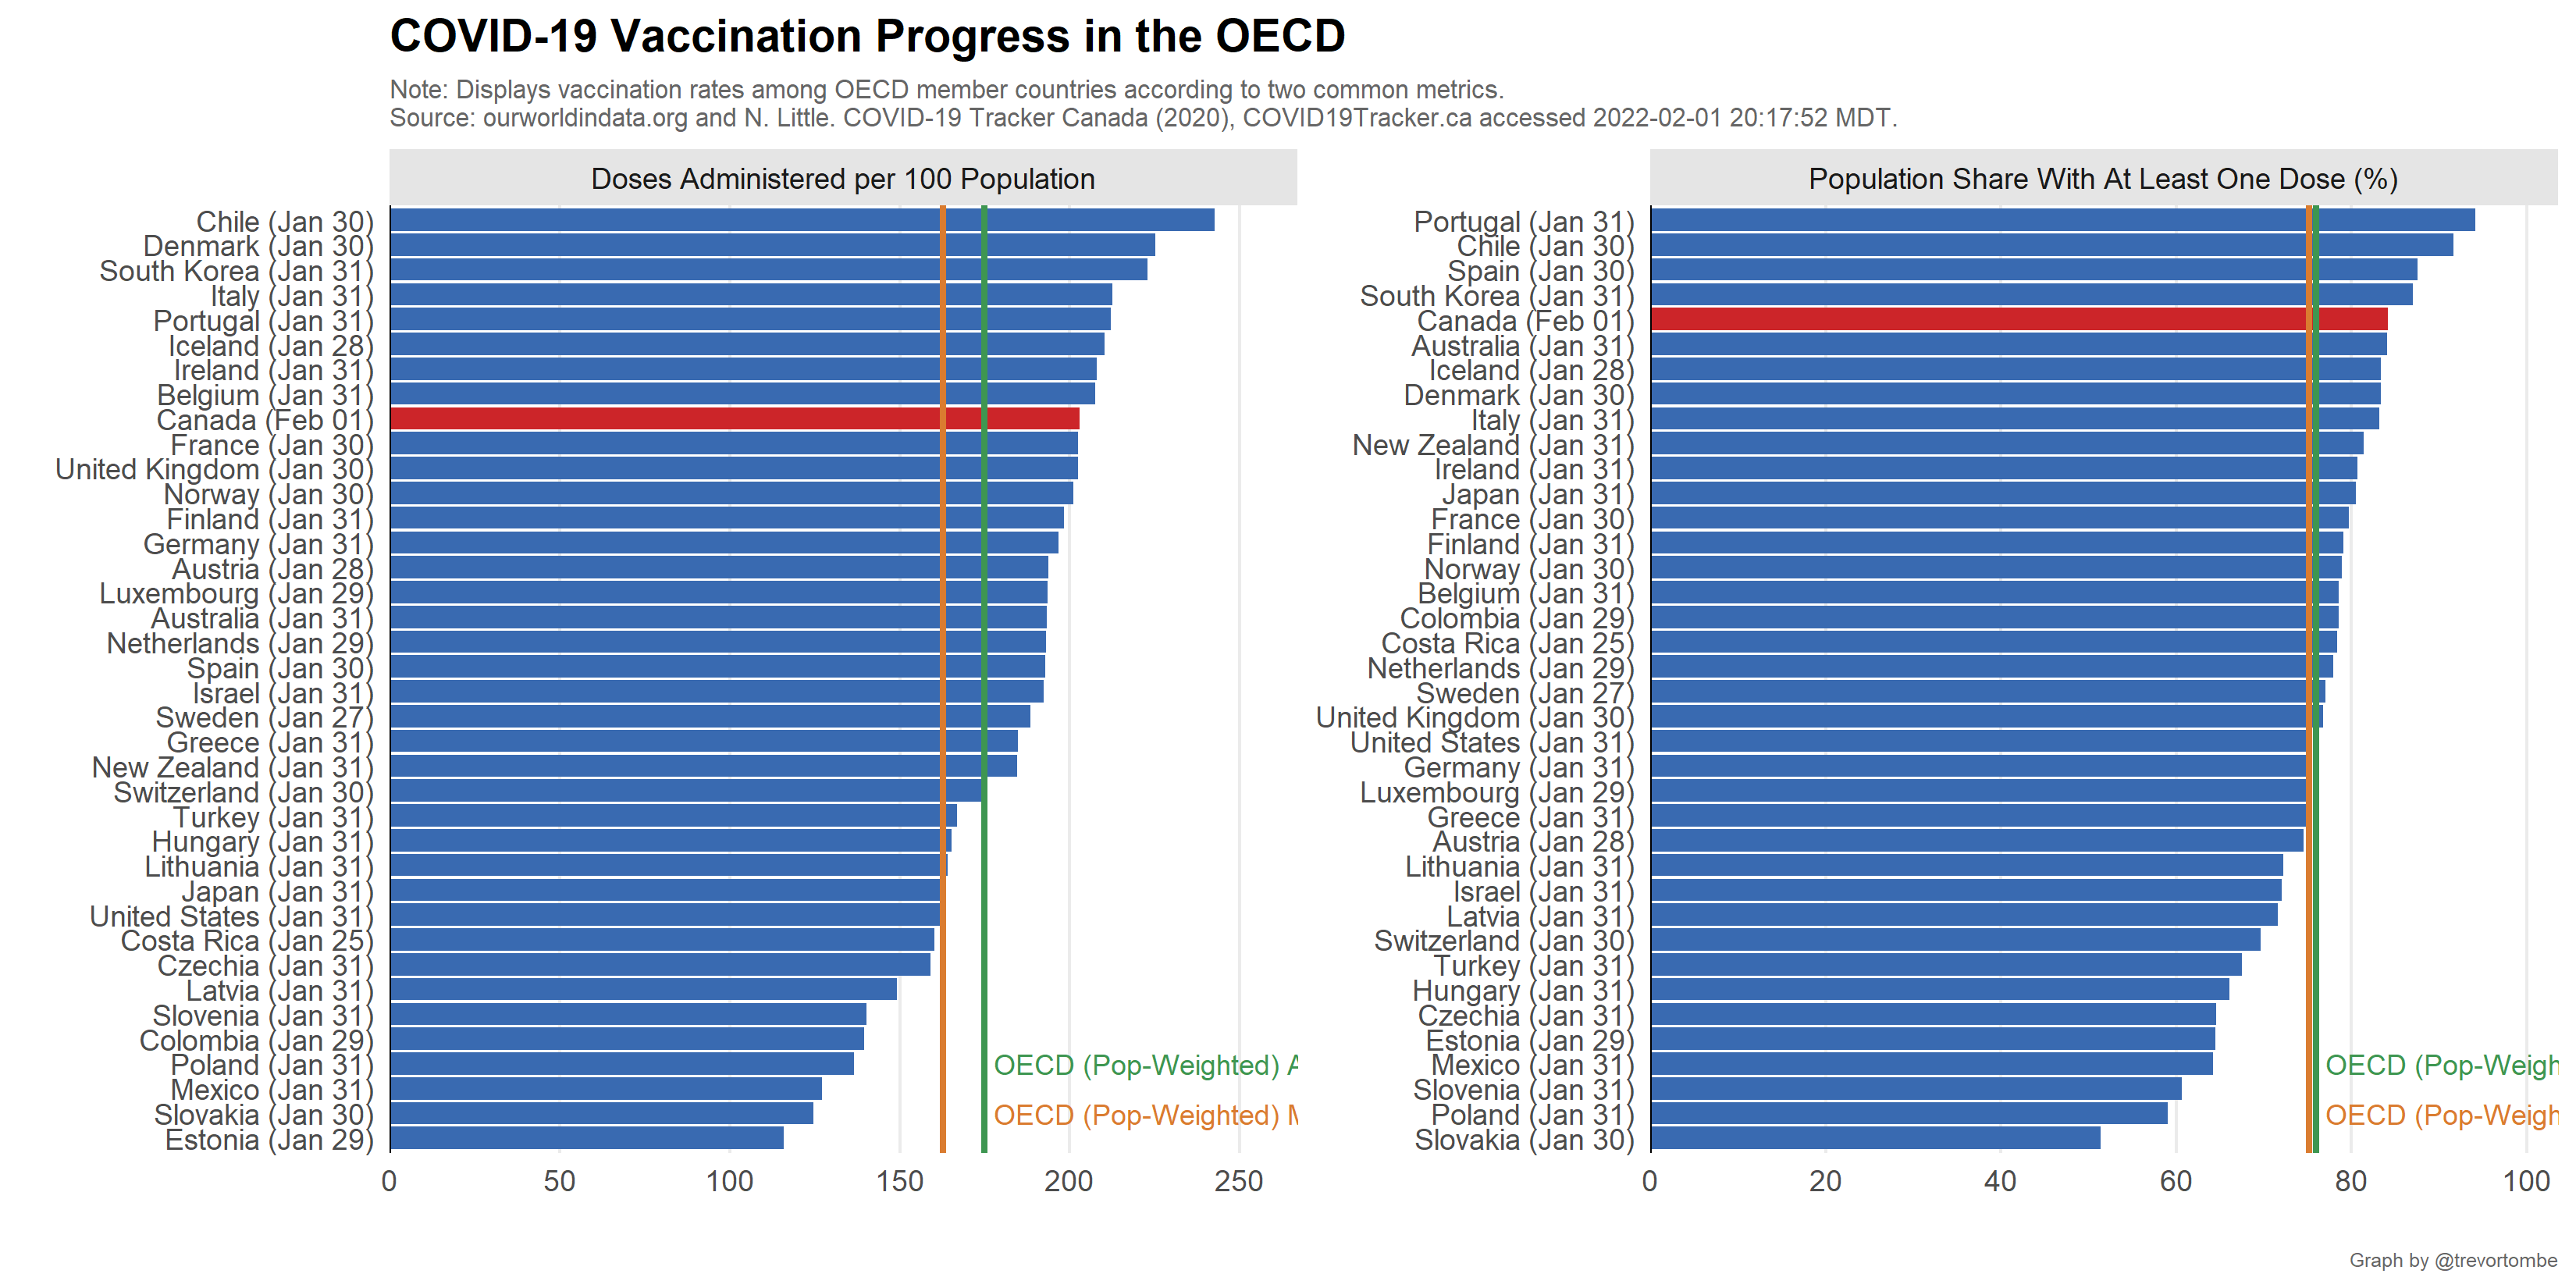 COVID-19 Vaccination Progress in the OECD
Note: Displays vaccination rates among OECD member countries according to two common metrics.
Source: ourworldindata.org and N. Little. COVID-19 Tracker Canada (2020), COVID19Tracker.ca accessed 2022-02-01 20:17:52 MDT.
Doses Administered per 100 Population
Chile (Jan 30)
Denmark (Jan 30)
South Korea (Jan 31)
Italy (Jan 31)
Portugal (Jan 31)
Iceland (Jan 28)
Ireland (Jan 31)
Belgium (Jan 31)
Canada (Feb 01)
France (Jan 30)
United Kingdom (Jan 30)
Norway (Jan 30)
Finland (Jan 31)
Germany (Jan 31)
Austria (Jan 28)
Luxembourg (Jan 29)
Australia (Jan 31)
Netherlands (Jan 29)
Spain (Jan 30)
Israel (Jan 31)
Sweden (Jan 27)
Greece (Jan 31)
New Zealand (Jan 31)
Switzerland (Jan 30)
Turkey (Jan 31)
Hungary (Jan 31)
Lithuania (Jan 31)
Japan (Jan 31)
United States (Jan 31)
Costa Rica (Jan 25)
Czechia (Jan 31)
Latvia (Jan 31)
Slovenia (Jan 31)
Colombia (Jan 29)
Poland (Jan 31)
Mexico (Jan 31)
Slovakia (Jan 30)
Estonia (Jan 29)
OECD (Pop-Weighted) A
OECD (Pop-Weighted) M
0 50 100 150 200 250
Population Share With At Least One Dose (%)
Portugal (Jan 31)
Chile (Jan 30)
Spain (Jan 30)
South Korea (Jan 31)
Canada (Feb 01)
Australia (Jan 31)
Iceland (Jan 28)
Denmark (Jan 30)
Italy (Jan 31)
New Zealand (Jan 31)
Ireland (Jan 31)
Japan (Jan 31)
France (Jan 30)
Finland (Jan 31)
Norway (Jan 30)
Belgium (Jan 31)
Colombia (Jan 29)
Costa Rica (Jan 25)
Netherlands (Jan 29)
Sweden (Jan 27)
United Kingdom (Jan 30)
United States (Jan 31)
Germany (Jan 31)
Luxembourg (Jan 29)
Greece (Jan 31)
Austria (Jan 28)
Lithuania (Jan 31)
Israel (Jan 31)
Latvia (Jan 31)
Switzerland (Jan 30)
Turkey (Jan 31)
Hungary (Jan 31)
Czechia (Jan 31)
Estonia (Jan 29)
Mexico (Jan 31)
Slovenia (Jan 31)
Poland (Jan 31)
Slovakia (Jan 30)
OECD (Pop-Weigh
OECD (Pop-Weigh
0 20 40 60 80 100
Graph by @trevortombe